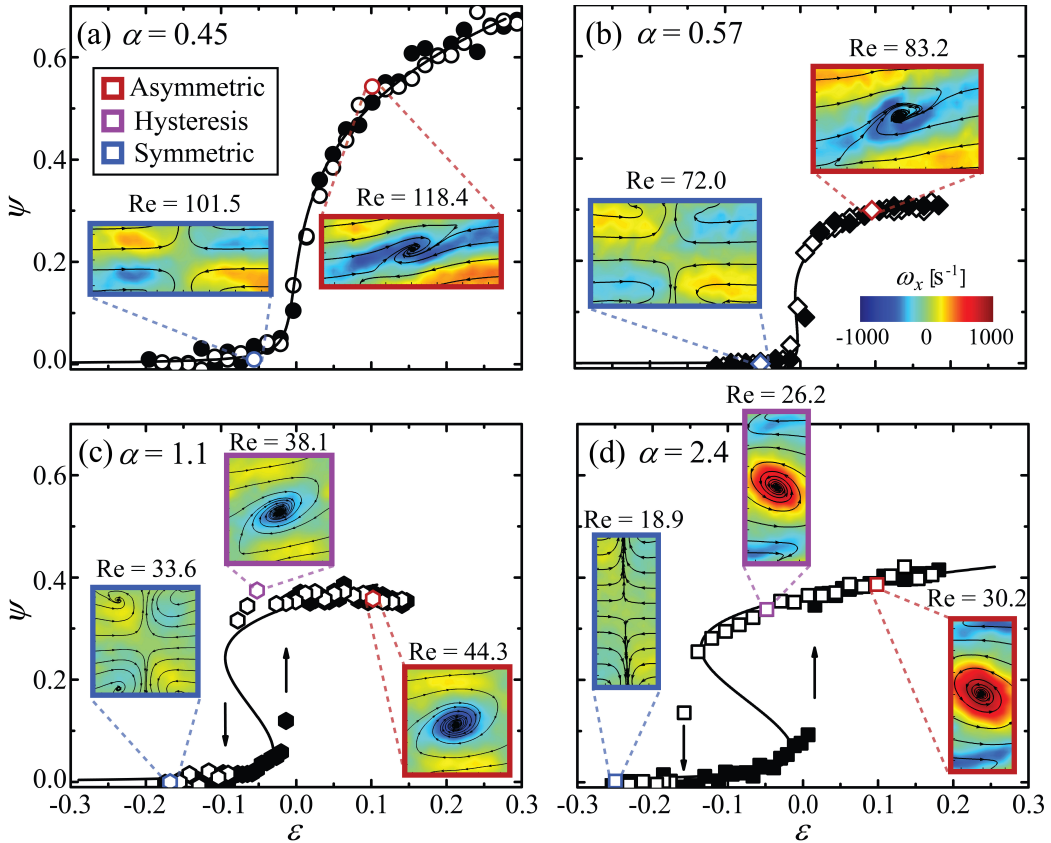 (a) α = 0.45
Asymmetric
Hysteresis
Symmetric
Re = 101.5
Re = 118.4
ψ
0.6
0.4
0.2
0.0
(b) α = 0.57
Re = 83.2
Re = 72.0
ωx [s-1]
-1000 0 1000
(c) α = 1.1
Re = 38.1
Re = 33.6
Re = 44.3
ψ
0.6
0.4
0.2
0.0
-0.3 -0.2 -0.1 0.0 0.1 0.2 0.3
ε
(d) α = 2.4
Re = 26.2
Re = 18.9
Re = 30.2
-0.3 -0.2 -0.1 0.0 0.1 0.2 0.3
ε